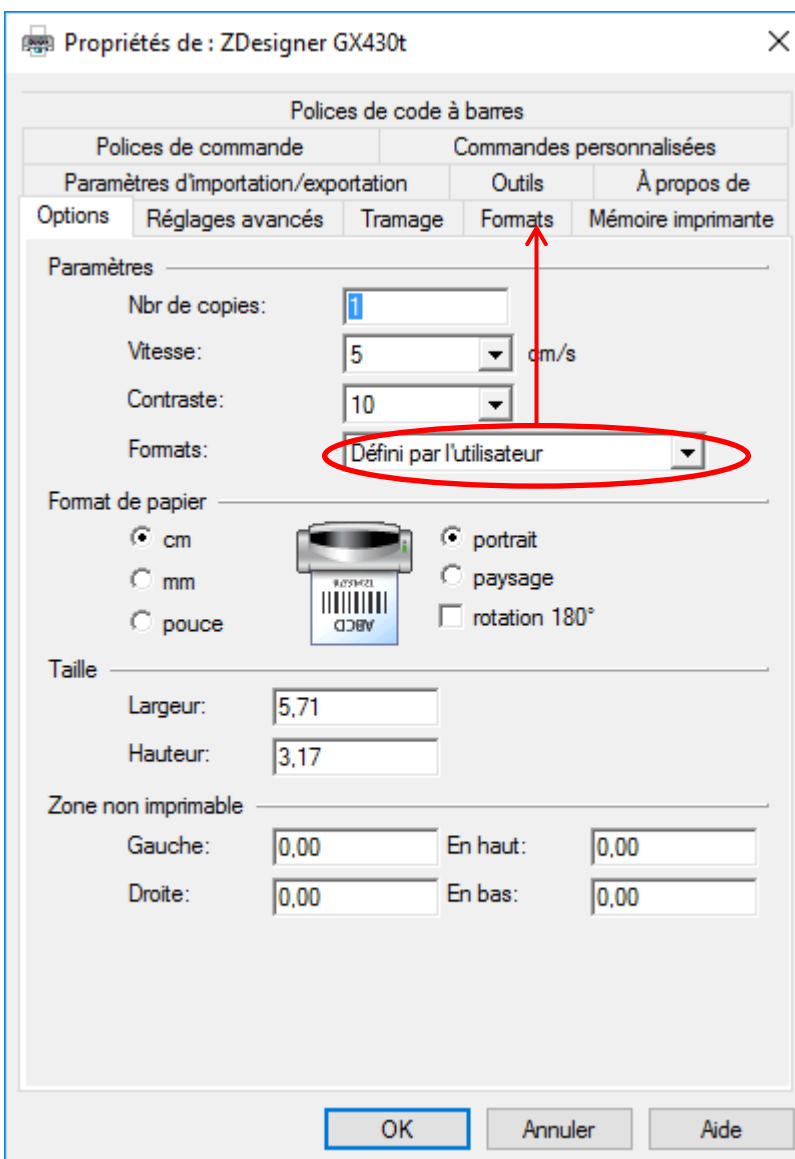 Propriétés de : ZDesigner GX430t
Polices de code à barres
Polices de commande Commandes personnalisées
Paramètres d'importation/exportation Outils À propos de
Options Réglages avancés Tramage Formats Mémoire imprimante
Paramètres
Nbr de copies: 1
Vitesse: 5 cm/s
Contraste: 10
Formats: Défini par l'utilisateur
Format de papier
cm portrait
mm paysage
pouce rotation 180°
ABCD
Taille
Largeur: 5,71
Hauteur: 3,17
Zone non imprimable
Gauche: 0,00 En haut: 0,00
Droite: 0,00 En bas: 0,00
OK Annuler Aide